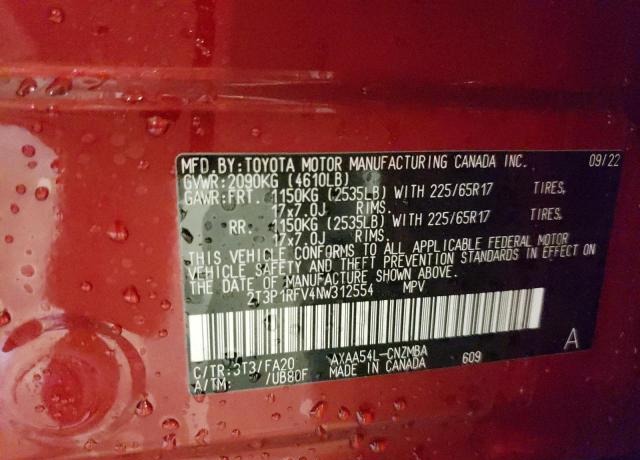 MFD.BY:TOYOTA MOTOR MANUFACTURING CANADA INC. 09/22
GVWR:2090KG (4610LB)
GAWR:FRT. 1150KG (2535LB) WITH 225/65R17 TIRES,
17x7.0J RIMS.
RR. 1150KG (2535LB) WITH 225/65R17 TIRES,
17x7.0J RIMS.
THIS VEHICLE CONFORMS TO ALL APPLICABLE FEDERAL MOTOR
VEHICLE SAFETY AND THEFT PREVENTION STANDARDS IN EFFECT ON
THE DATE OF MANUFACTURE SHOWN ABOVE.
2T3P1RFV4NW312554 MPV
C/TR:3T3/FA20 AXAA54L-CNZMBA 609
A/TM: /UB80F MADE IN CANADA
A